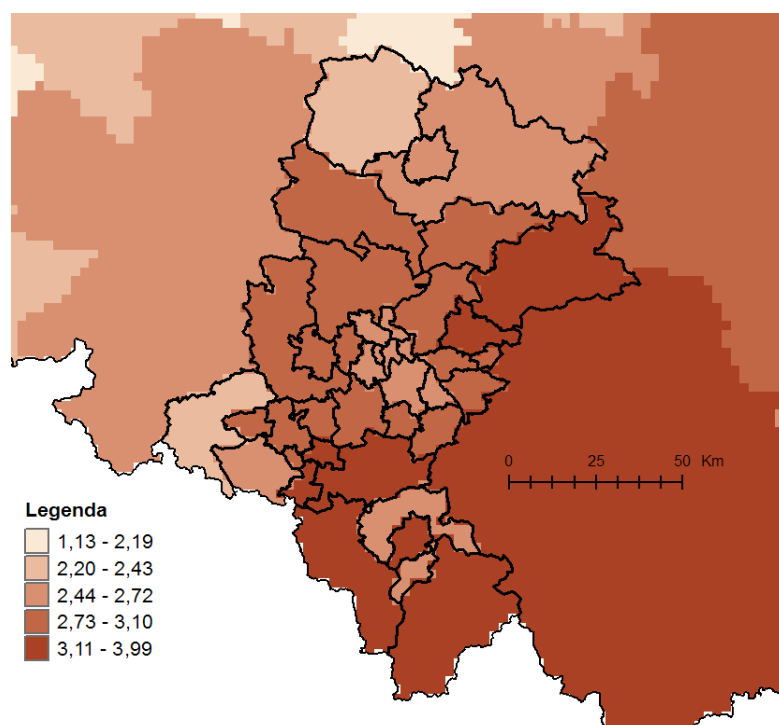 0 25 50 Km
Legenda
1,13 - 2,19
2,20 - 2,43
2,44 - 2,72
2,73 - 3,10
3,11 - 3,99